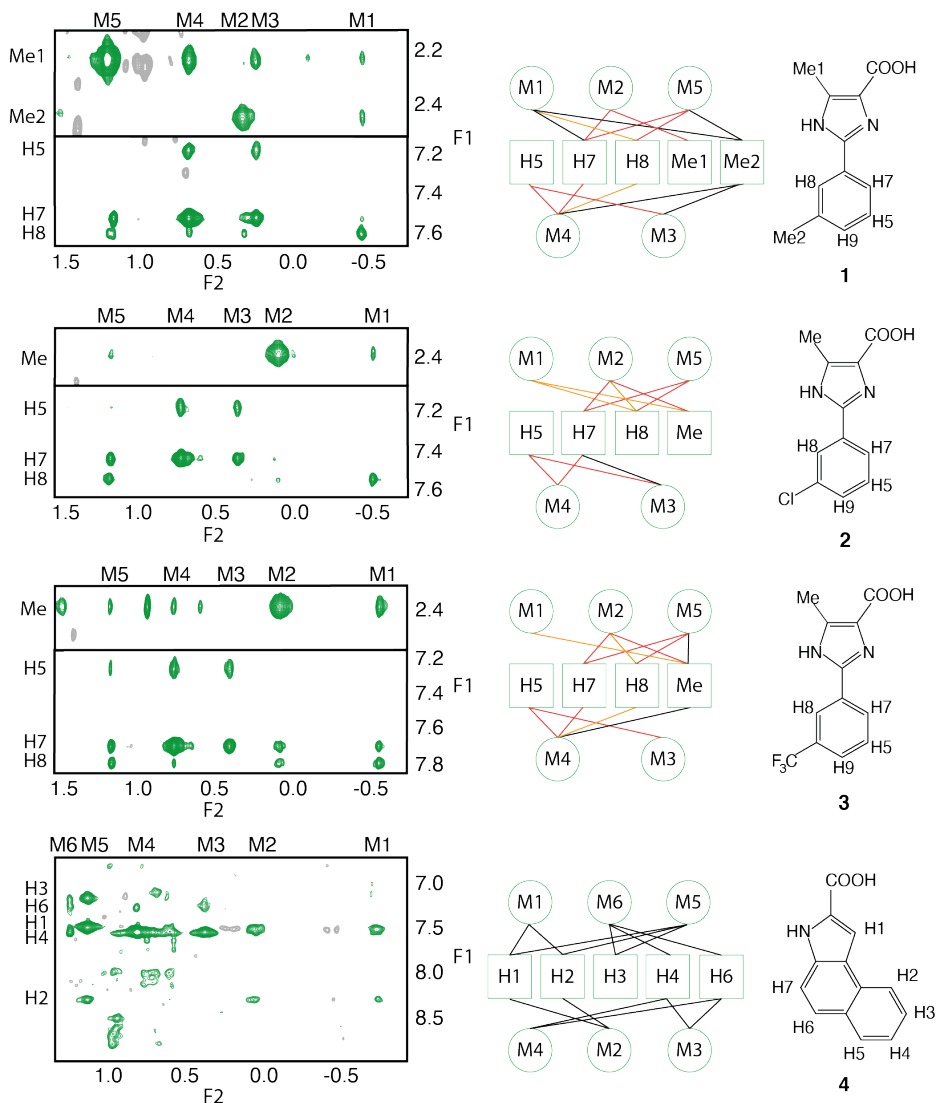 M5 M4 M2 M3 M1
Me1
Me2
H5
H7
H8
2.2
2.4
7.2
7.4
7.6
F1
1.5 1.0 0.5 0.0 -0.5
F2
M1 M2 M5
H5 H7 H8 Me1 Me2
M4 M3
Me1 COOH
HN N
H8 H7
H5
Me2 H9
1
M5 M4 M3 M2 M1
Me
H5
H7
H8
2.4
7.2
7.4
7.6
F1
1.5 1.0 0.5 0.0 -0.5
F2
M1 M2 M5
H5 H7 H8 Me
M4 M3
Me COOH
HN N
H8 H7
H5
Cl H9
2
M5 M4 M3 M2 M1
Me
H5
H7
H8
2.4
7.2
7.4
7.6
7.8
F1
1.5 1.0 0.5 0.0 -0.5
F2
M1 M2 M5
H5 H7 H8 Me
M4 M3
Me COOH
HN N
H8 H7
H5
F3C H9
3
M6 M5 M4 M3 M2 M1
H3
H6
H1
H4
H2
7.0
7.5
8.0
8.5
F1
1.0 0.5 0.0 -0.5
F2
M1 M6 M5
H1 H2 H3 H4 H6
M4 M2 M3
COOH
HN H1
H7 H2
H3
H6
H5 H4
4